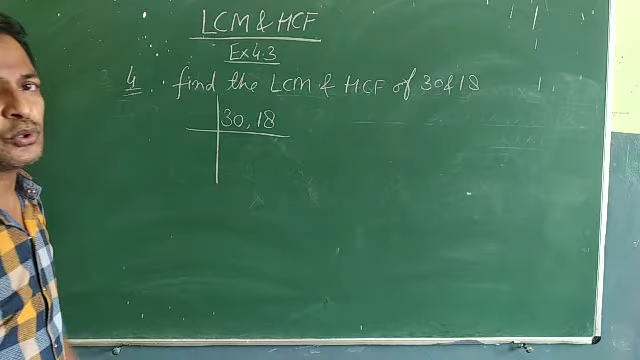 LCM & HCF
Ex 4.3
4. find the LCM & HCF of 30 & 18
30, 18